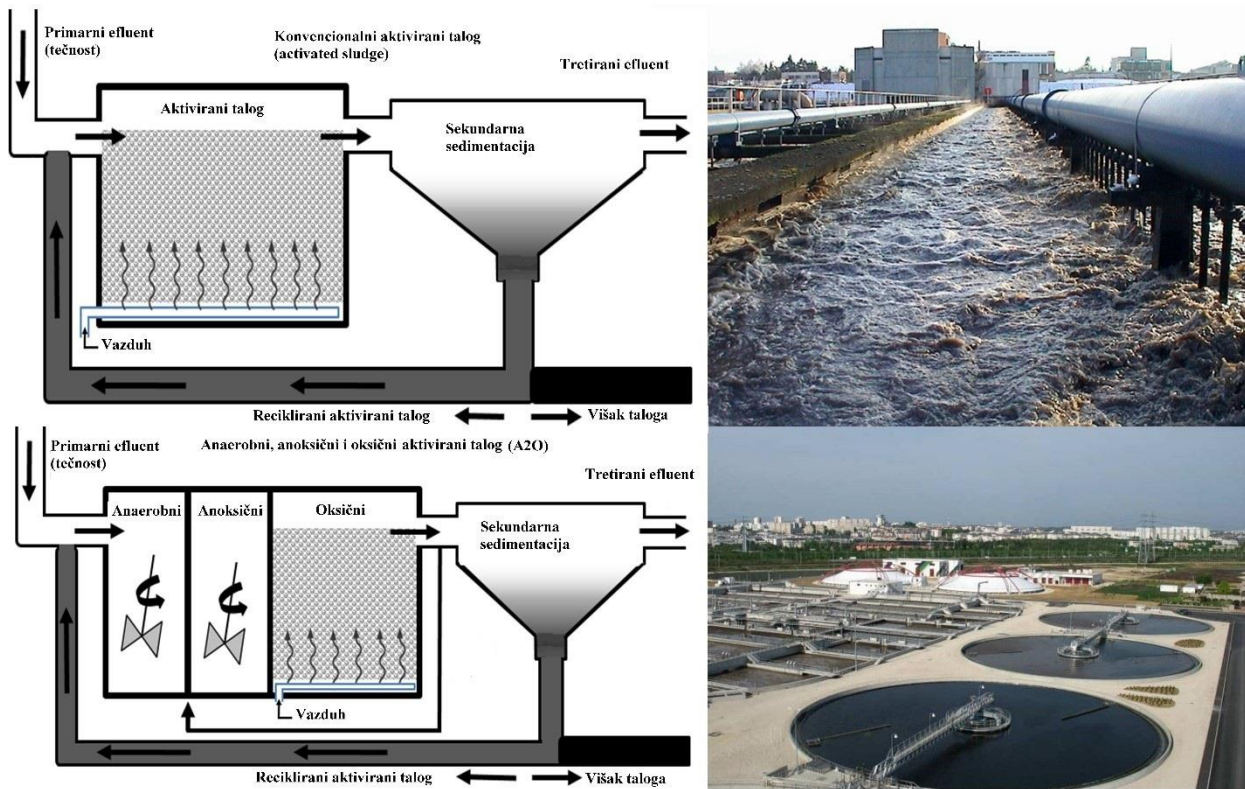 Primarni efluent
(tečnost)
Konvencionalni aktivirani talog
(activated sludge)
Tretirani efluent
Aktivirani talog
Sekundarna
sedimentacija
Vazduh
Reciklirani aktivirani talog
Višak taloga
Anaerobni, anoksični i oksični aktivirani talog (A2O)
Primarni efluent
(tečnost)
Tretirani efluent
Anaerobni
Anoksični
Oksični
Sekundarna
sedimentacija
Vazduh
Reciklirani aktivirani talog
Višak taloga